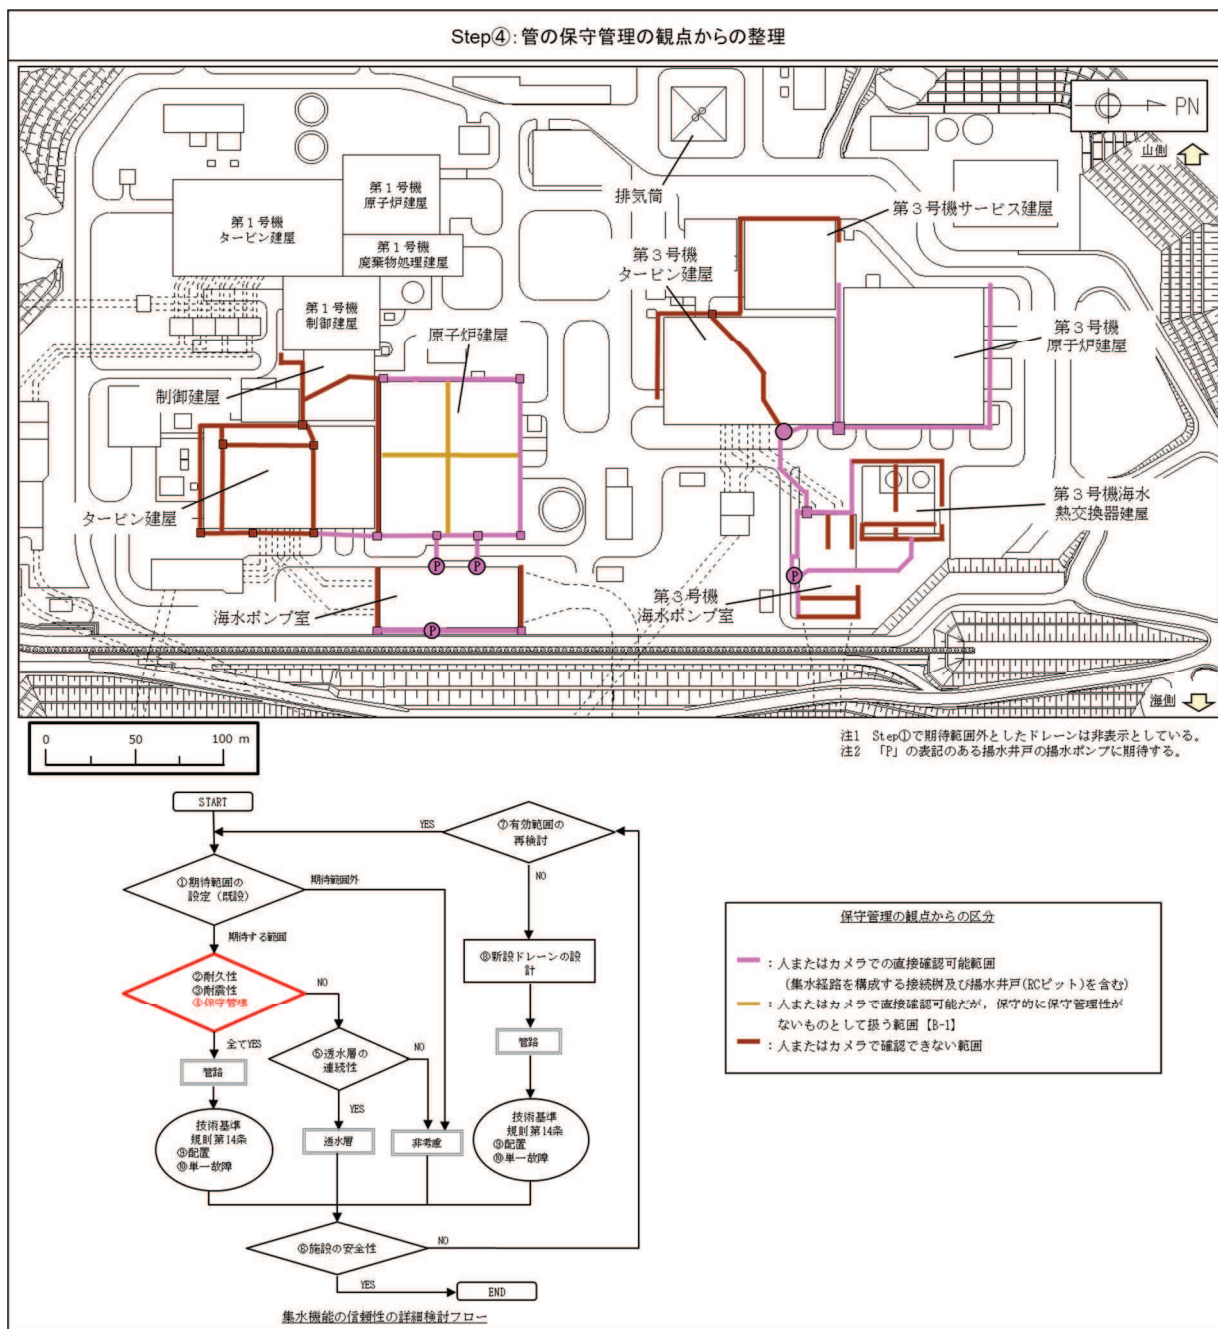 Step④:管の保守管理の観点からの整理
PN
山側
排気筒
第1号機
原子炉建屋
第1号機
タービン建屋
第1号機
廃棄物処理建屋
第1号機
制御建屋
原子炉建屋
制御建屋
タービン建屋
海水ポンプ室
第3号機サービス建屋
第3号機
タービン建屋
第3号機
原子炉建屋
第3号機海水
熱交換器建屋
第3号機
海水ポンプ室
P
P
P
P
海側
0 50 100 m
注1 Step①で期待範囲外としたドレーンは非表示としている。
注2 「P」の表記のある揚水井戸の揚水ポンプに期待する。
START
①期待範囲の
設定(既設)
期待範囲外
期待する範囲
②耐久性
③耐震性
④保守管理
NO
全てYES
管路
技術基準
規則第14条
⑨配置
⑩単一故障
⑤透水層の
連続性
NO
YES
透水層
非考慮
⑥施設の安全性
NO
YES
END
YES
⑦有効範囲の
再検討
NO
⑧新設ドレーンの設
計
管路
技術基準
規則第14条
⑨配置
⑩単一故障
集水機能の信頼性の詳細検討フロー
保守管理の観点からの区分
:人またはカメラでの直接確認可能範囲
(集水経路を構成する接続桝及び揚水井戸(RCピット)を含む)
:人またはカメラで直接確認可能だが,保守的に保守管理性が
ないものとして扱う範囲【B-1】
:人またはカメラで確認できない範囲